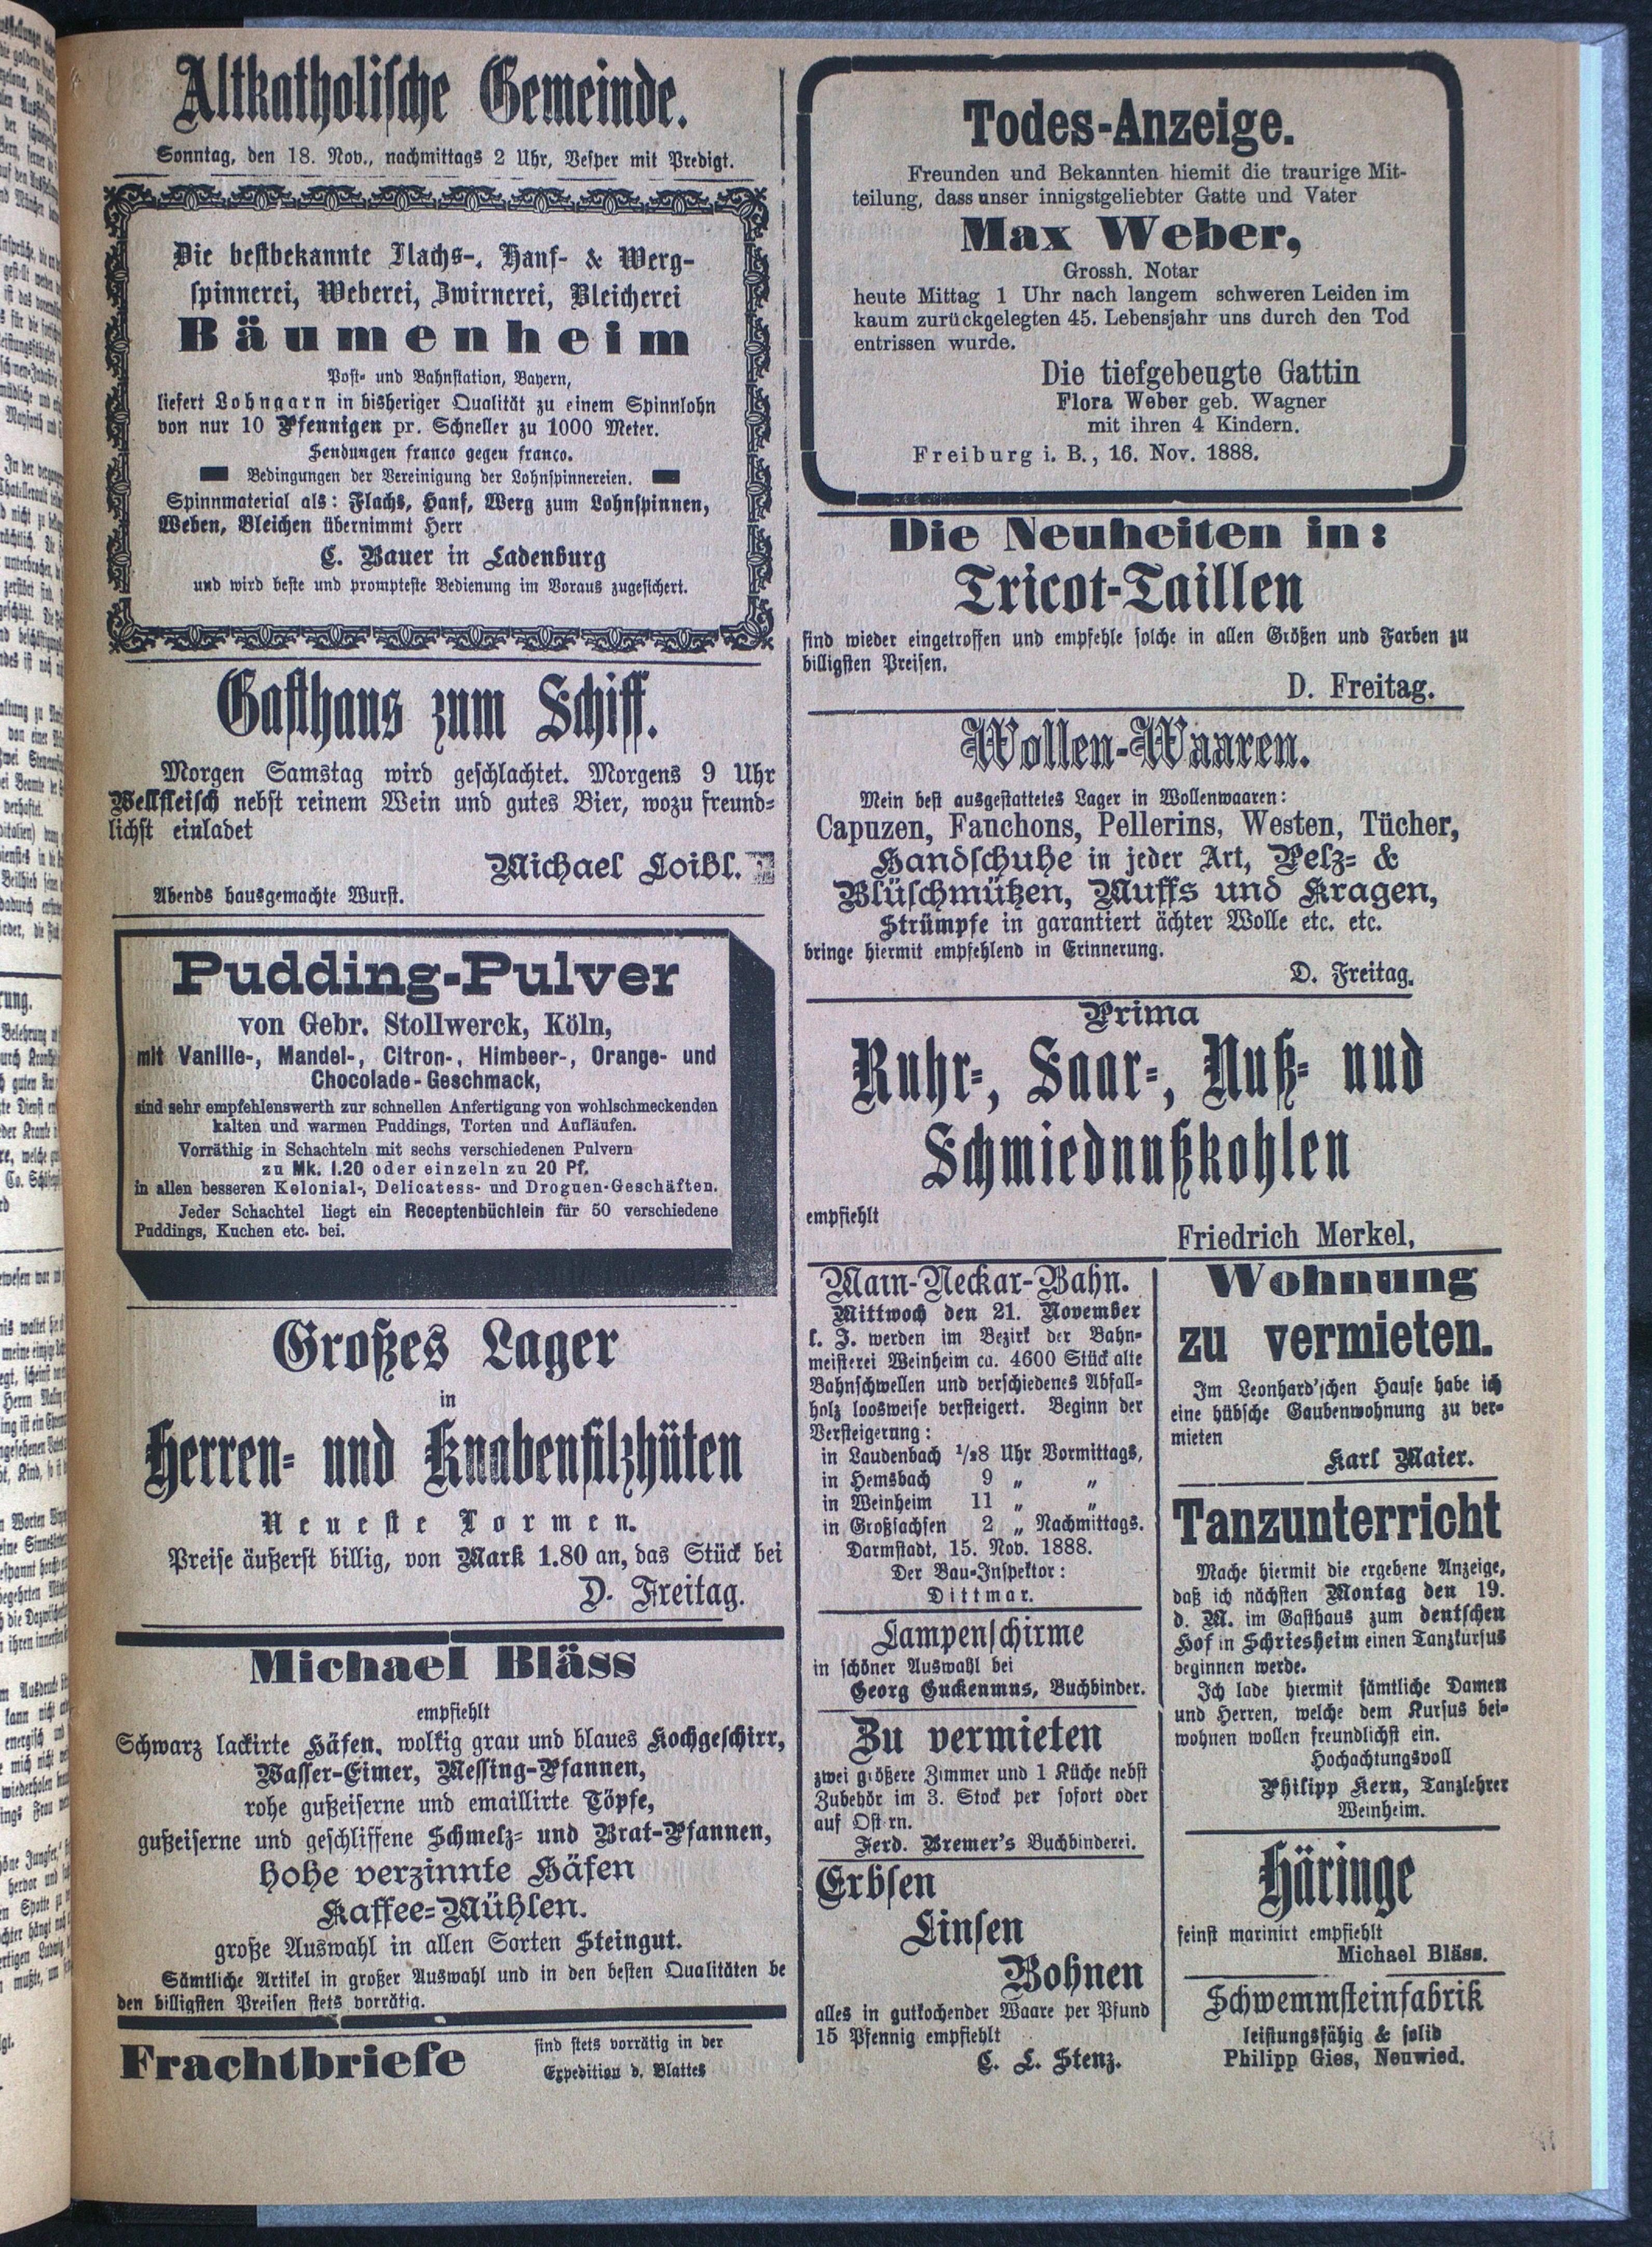 Altkatholische Gemeinde.
Sonntag, den 18. Nov., nachmittags 2 Uhr, Vesper mit Predigt.
Die bestbekannte Flachs-, Hanf- & Werg-
spinnerei, Weberei, Zwirnerei, Bleicherei
Bäumenheim
Post- und Bahnstation, Bayern,
liefert Lohngarn in bisheriger Qualität zu einem Spinnlohn
von nur 10 Pfennigen pr. Schneller zu 1000 Meter.
Sendungen franco gegen franco.
Bedingungen der Vereinigung der Lohnspinnereien.
Spinnmaterial als: Flachs, Hanf, Werg zum Lohnspinnen,
Weben, Bleichen übernimmt Herr
C. Bauer in Ladenburg
und wird beste und prompteste Bedienung im Voraus zugesichert.
Gasthaus zum Schiff.
Morgen Samstag wird geschlachtet. Morgens 9 Uhr
Wellfleisch nebst reinem Wein und gutes Bier, wozu freund-
lichst einladet
Michael Loibl.
Abends hausgemachte Wurst.
Pudding-Pulver
von Gebr. Stollwerck, Köln,
mit Vanille-, Mandel-, Citron-, Himbeer-, Orange- und
Chocolade-Geschmack,
sind sehr empfehlenswerth zur schnellen Anfertigung von wohlschmeckenden
kalten und warmen Puddings, Torten und Aufläufen.
Vorräthig in Schachteln mit sechs verschiedenen Pulvern
zu Mk. 1.20 oder einzeln zu 20 Pf.
in allen besseren Kolonial-, Delicatess- und Droguen-Geschäften.
Jeder Schachtel liegt ein Receptenbüchlein für 50 verschiedene
Puddings, Kuchen etc. bei.
Großes Lager
in
Herren- und Knabenfilzhüten
Neueste Formen.
Preise äußerst billig, von Mark 1.80 an, das Stück bei
D. Freitag.
Michael Bläss
empfiehlt
Schwarz lackirte Häfen, wolkig grau und blaues Kochgeschirr,
Wasser-Eimer, Messing-Pfannen,
rohe gußeiserne und emaillirte Töpfe,
gußeiserne und geschliffene Schmelz- und Brat-Pfannen,
hohe verzinnte Häfen
Kaffee-Mühlen.
große Auswahl in allen Sorten Steingut.
Sämtliche Artikel in großer Auswahl und in den besten Qualitäten be
den billigsten Preisen stets vorrätig.
Frachtbriefe
sind stets vorrätig in der
Expedition d. Blattes
Todes-Anzeige.
Freunden und Bekannten hiemit die traurige Mit-
teilung, dass unser innigstgeliebter Gatte und Vater
Max Weber,
Grossh. Notar
heute Mittag 1 Uhr nach langem schweren Leiden im
kaum zurückgelegten 45. Lebensjahr uns durch den Tod
entrissen wurde.
Die tiefgebeugte Gattin
Flora Weber geb. Wagner
mit ihren 4 Kindern.
Freiburg i. B., 16. Nov. 1888.
Die Neuheiten in:
Tricot-Taillen
sind wieder eingetroffen und empfehle solche in allen Größen und Farben zu
billigsten Preisen.
D. Freitag.
Wollen-Waaren.
Mein best ausgestattetes Lager in Wollenwaaren:
Capuzen, Fanchons, Pellerins, Westen, Tücher,
Handschuhe in jeder Art, Pelz- &
Blüschmützen, Muffs und Kragen,
Strümpfe in garantiert ächter Wolle etc. etc.
bringe hiermit empfehlend in Erinnerung.
D. Freitag.
Prima
Ruhr-, Saar-, Nuß- und
Schmiednußkohlen
empfiehlt
Friedrich Merkel,
Main-Neckar-Bahn.
Mittwoch den 21. November
l. J. werden im Bezirk der Bahn-
meisterei Weinheim ca. 4600 Stück alte
Bahnschwellen und verschiedenes Abfall-
holz loosweise versteigert. Beginn der
Versteigerung:
in Laudenbach 1/28 Uhr Vormittags,
in Hemsbach 9 " "
in Weinheim 11 " "
in Großsachsen 2 " Nachmittags.
Darmstadt, 15. Nov. 1888.
Der Bau-Inspektor:
Dittmar.
Lampenschirme
in schöner Auswahl bei
Georg Guckenmus, Buchbinder.
Zu vermieten
zwei größere Zimmer und 1 Küche nebst
Zubehör im 3. Stock per sofort oder
auf Ost rn.
Ferd. Bremer's Buchbinderei.
Erbsen
Linsen
Bohnen
alles in gutkochender Waare per Pfund
15 Pfennig empfiehlt
C. L. Stenz.
Wohnung
zu vermieten.
Im Leonhard'schen Hause habe ich
eine hübsche Gaubenwohnung zu ver-
mieten
Karl Maier.
Tanzunterricht
Mache hiermit die ergebene Anzeige,
daß ich nächsten Montag den 19.
d. M. im Gasthaus zum deutschen
Hof in Schriesheim einen Tanzkursus
beginnen werde.
Ich lade hiermit sämtliche Damen
und Herren, welche dem Kursus bei-
wohnen wollen freundlichst ein.
Hochachtungsvoll
Philipp Kern, Tanzlehrer
Weinheim.
Häringe
feinst marinirt empfiehlt
Michael Bläss.
Schwemmsteinfabrik
leistungsfähig & solid
Philipp Gies, Neuwied.